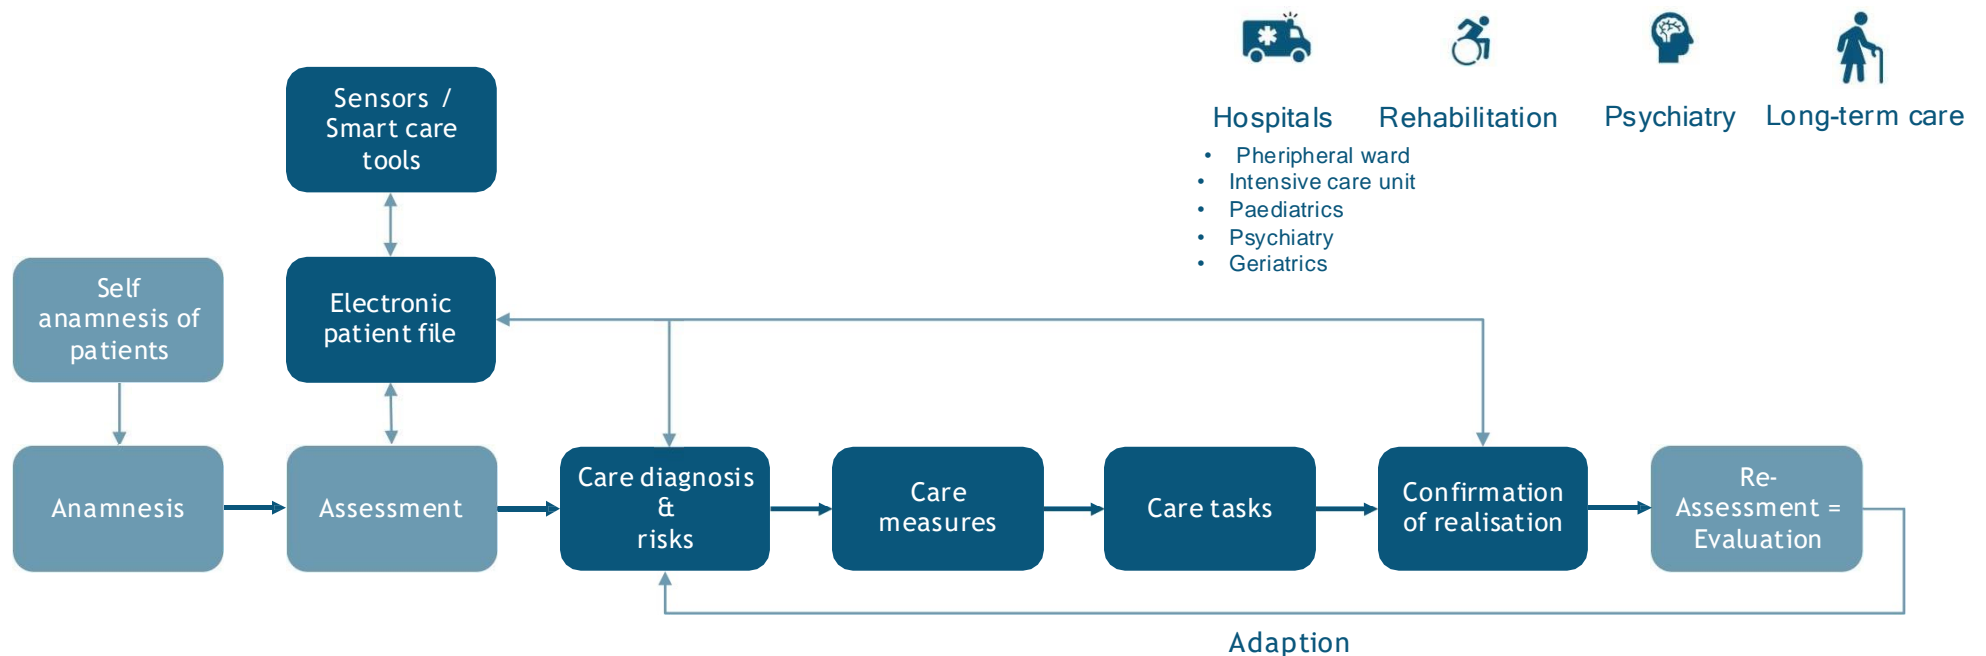 Hospitals
Rehabilitation
Psychiatry
Long-term care
• Pheripheral ward
• Intensive care unit
• Paediatrics
• Psychiatry
• Geriatrics
Sensors /
Smart care
tools
Self
anamnesis of
patients
Electronic
patient file
Anamnesis
Assessment
Care diagnosis
&
risks
Care
measures
Care tasks
Confirmation
of realisation
Re-
Assessment =
Evaluation
Adaption